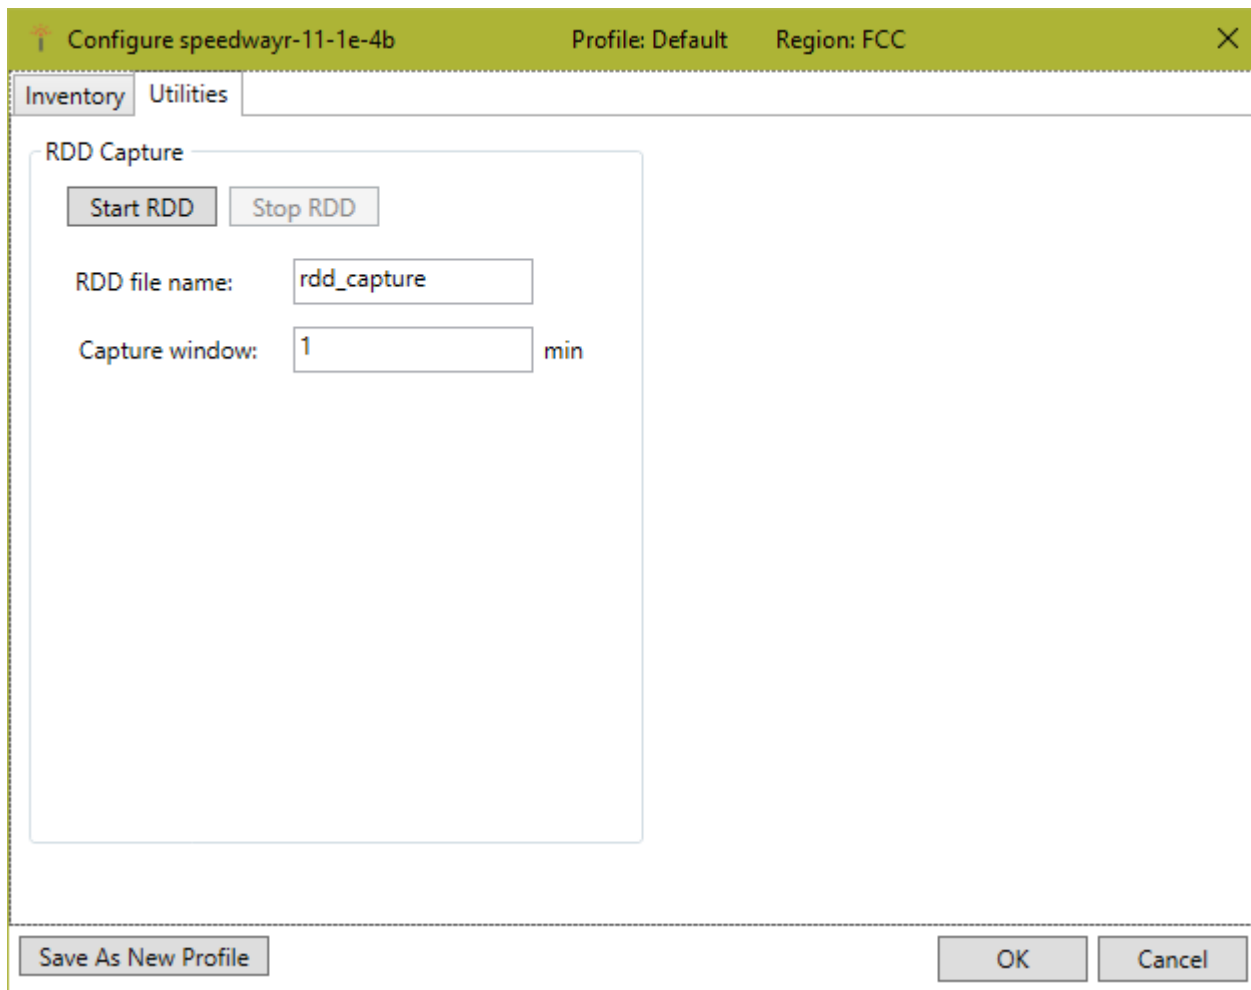 Configure speedwayr-11-1e-4b Profile: Default Region: FCC
Inventory Utilities
RDD Capture
Start RDD Stop RDD
RDD file name: rdd_capture
Capture window: 1 min
Save As New Profile OK Cancel